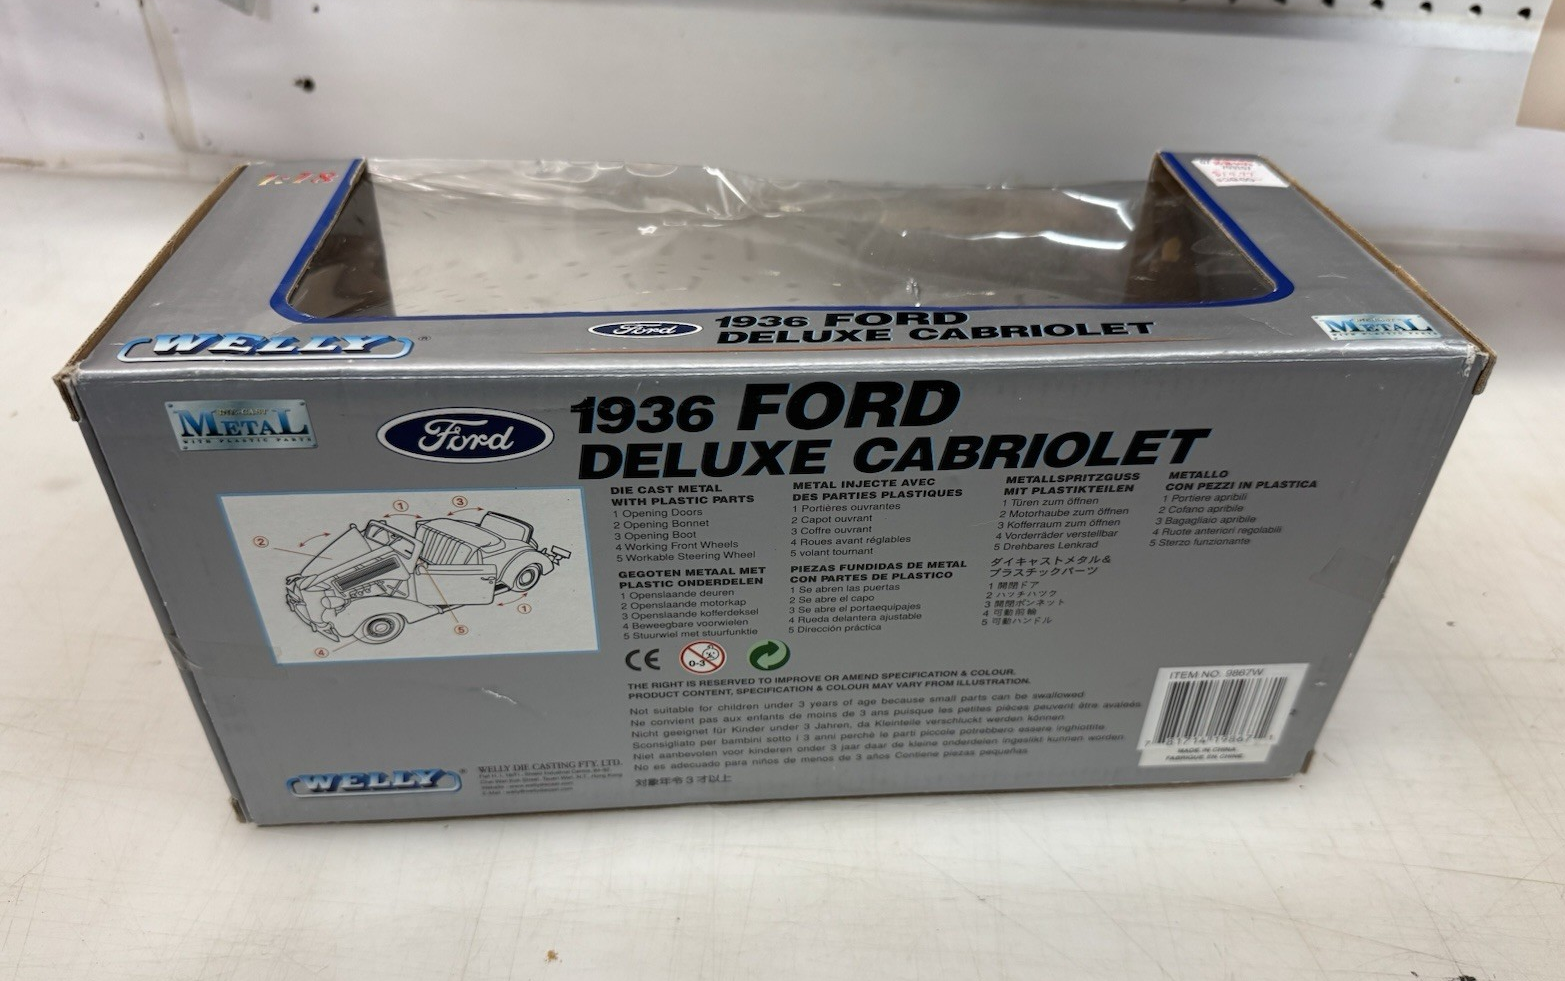 1:18
WELLY®
Ford
1936 FORD
DELUXE CABRIOLET
METAL
DIE CAST
METAL
WITH PLASTIC PARTS
Ford
1936 FORD
DELUXE CABRIOLET
1
3
2
1
5
4
DIE CAST METAL
WITH PLASTIC PARTS
1 Opening Doors
2 Opening Bonnet
3 Opening Boot
4 Working Front Wheels
5 Workable Steering Wheel
METAL INJECTE AVEC
DES PARTIES PLASTIQUES
1 Portières ouvrantes
2 Capot ouvrant
3 Coffre ouvrant
4 Roues avant réglables
5 volant tournant
METALLSPRITZGUSS
MIT PLASTIKTEILEN
1 Türen zum öffnen
2 Motorhaube zum öffnen
3 Kofferraum zum öffnen
4 Vorderräder verstellbar
5 Drehbares Lenkrad
METALLO
CON PEZZI IN PLASTICA
1 Portiere apribili
2 Cofano apribile
3 Bagagliaio apribile
4 Ruote anteriori regolabili
5 Sterzo funzionante
GEGOTEN METAAL MET
PLASTIC ONDERDELEN
1 Openslaande deuren
2 Openslaande motorkap
3 Openslaande kofferdeksel
4 Beweegbare voorwielen
5 Stuurwiel met stuurfunktie
PIEZAS FUNDIDAS DE METAL
CON PARTES DE PLASTICO
1 Se abren las puertas
2 Se abre el capo
3 Se abre el portaequipajes
4 Rueda delantera ajustable
5 Dirección práctica
ダイキャストメタル&
プラスチックパーツ
1 開閉ドア
2 ハッチハック
3 開閉ボンネット
4 可動前輪
5 可動ハンドル
CE
0-3
THE RIGHT IS RESERVED TO IMPROVE OR AMEND SPECIFICATION & COLOUR.
PRODUCT CONTENT, SPECIFICATION & COLOUR MAY VARY FROM ILLUSTRATION.
Not suitable for children under 3 years of age because small parts can be swallowed
Ne convient pas aux enfants de moins de 3 ans puisque les petites pièces peuvent être avalées
Nicht geeignet für Kinder unter 3 Jahren, da Kleinteile verschluckt werden können
Sconsigliato per bambini sotto i 3 anni perchè le parti piccole potrebbero essere inghiottite
Niet aanbevolen voor kinderen onder 3 jaar daar de kleine onderdelen ingeslikt kunnen worden
No es adecuado para niños de menos de 3 años Contiene piezas pequeñas
対象年令3才以上
WELLY®
WELLY DIE CASTING FTY. LTD.
ITEM NO. 9867W
MADE IN CHINA
FABRIQUE EN CHINE